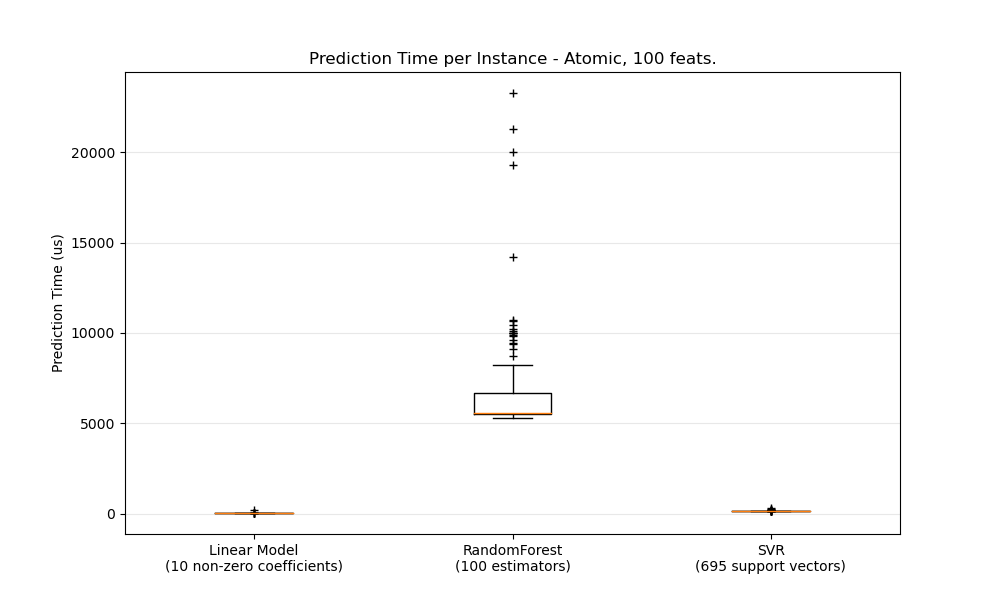 Prediction Time per Instance - Atomic, 100 feats.
Prediction Time (us)
20000
15000
10000
5000
0
Linear Model
(10 non-zero coefficients)
RandomForest
(100 estimators)
SVR
(695 support vectors)